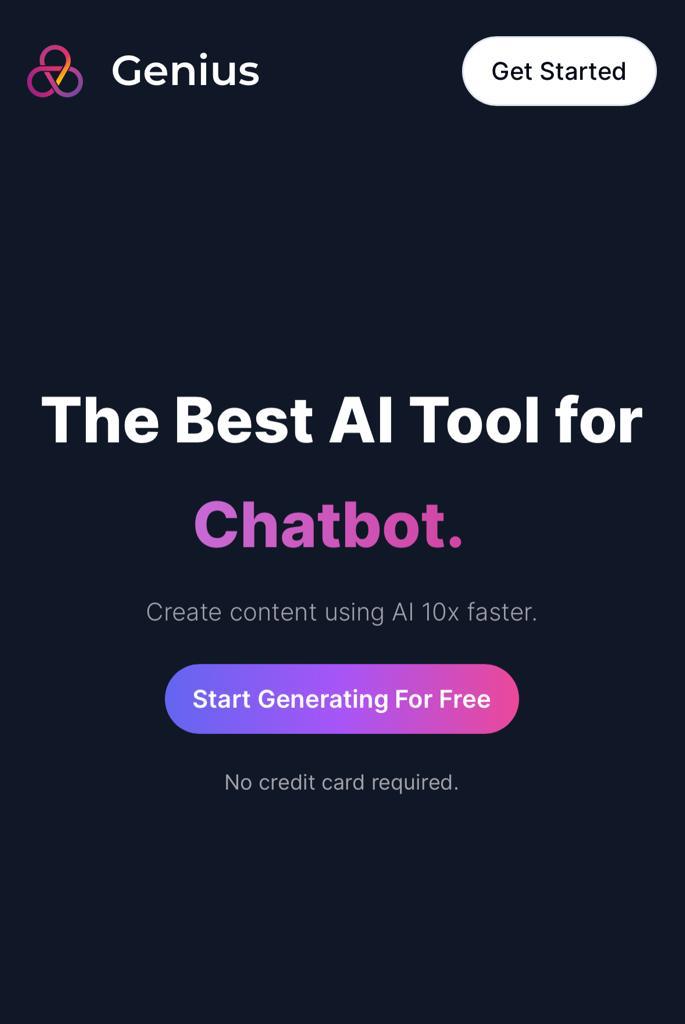 Genius
Get Started
The Best AI Tool for
Chatbot.
Create content using AI 10x faster.
Start Generating For Free
No credit card required.